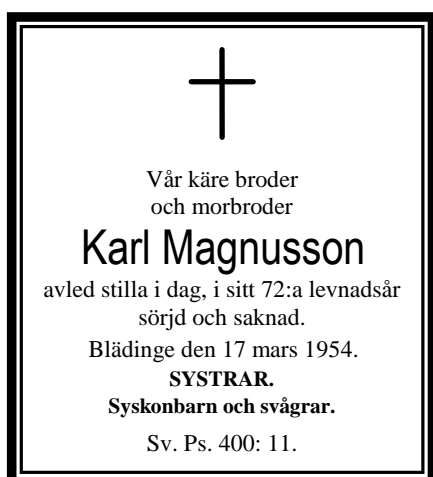 Vår käre broder
och morbroder
Karl Magnusson
avled stilla i dag, i sitt 72:a levnadsår
sörjd och saknad.
Blädinge den 17 mars 1954.
SYSTRAR.
Syskonbarn och svågrar.
Sv. Ps. 400: 11.